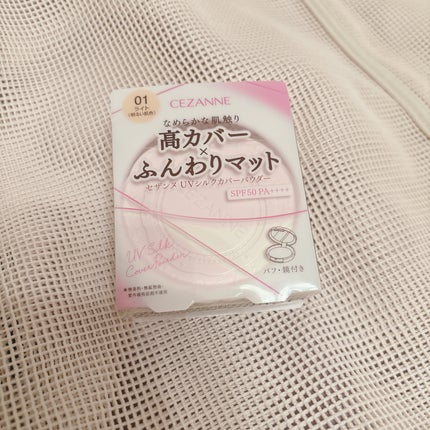 01
ライト
(明るい肌色)
CEZANNE
なめらかな肌触り
高カバー
×
ふんわりマット
セザンヌ UVシルクカバーパウダー
SPF50 PA++++
UV Silk
Cover Powder
パフ・鏡付き